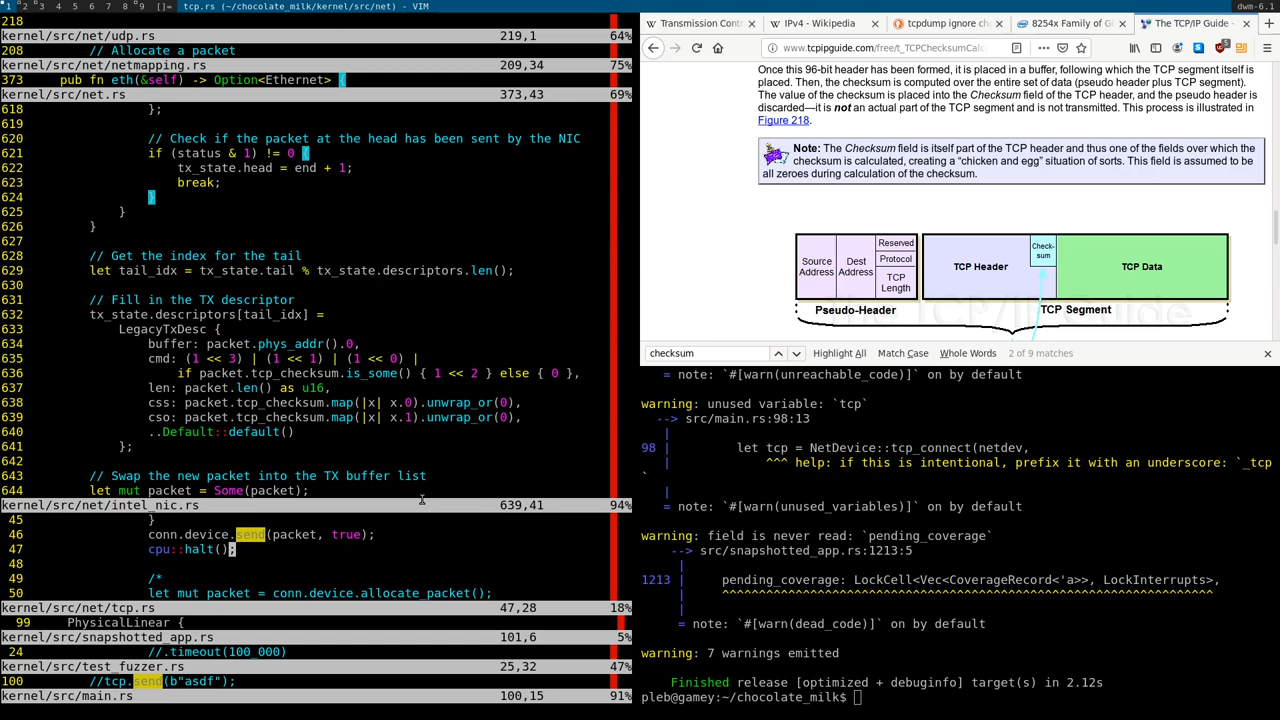 1 2 3 4 5 6 7 8 9 []= tcp.rs (~/chocolate_milk/kernel/src/net) - VIM dwm-6.1
218
kernel/src/net/udp.rs 219,1 64%
208 // Allocate a packet
kernel/src/net/netmapping.rs 209,34 75%
373 pub fn eth(&self) -> Option<Ethernet> {
kernel/src/net.rs 373,43 69%
618 };
619
620 // Check if the packet at the head has been sent by the NIC
621 if (status & 1) != 0 {
622 tx_state.head = end + 1;
623 break;
624 }
625 }
626 }
627
628 // Get the index for the tail
629 let tail_idx = tx_state.tail % tx_state.descriptors.len();
630
631 // Fill in the TX descriptor
632 tx_state.descriptors[tail_idx] =
633 LegacyTxDesc {
634 buffer: packet.phys_addr().0,
635 cmd: (1 << 3) | (1 << 1) | (1 << 0) |
636 if packet.tcp_checksum.is_some() { 1 << 2 } else { 0 },
637 len: packet.len() as u16,
638 css: packet.tcp_checksum.map(|x| x.0).unwrap_or(0),
639 cso: packet.tcp_checksum.map(|x| x.1).unwrap_or(0),
640 ..Default::default()
641 };
642
643 // Swap the new packet into the TX buffer list
644 let mut packet = Some(packet);
kernel/src/net/intel_nic.rs 639,41 94%
45 }
46 conn.device.send(packet, true);
47 cpu::halt();
48
49 /*
50 let mut packet = conn.device.allocate_packet();
kernel/src/net/tcp.rs 47,28 18%
99 PhysicalLinear {
kernel/src/snapshotted_app.rs 101,6 5%
24 //.timeout(100_000)
kernel/src/test_fuzzer.rs 25,32 47%
100 //tcp.send(b"asdf");
kernel/src/main.rs 100,15 91%
Transmission Cont IPv4 - Wikipedia tcpdump ignore ch 8254x Family of Gi The TCP/IP Guide -
www.tcpipguide.com/free/t_TCPChecksumCalc
Once this 96-bit header has been formed, it is placed in a buffer, following which the TCP segment itself is
placed. Then, the checksum is computed over the entire set of data (pseudo header plus TCP segment).
The value of the checksum is placed into the Checksum field of the TCP header, and the pseudo header is
discarded—it is not an actual part of the TCP segment and is not transmitted. This process is illustrated in
Figure 218.
Note: The Checksum field is itself part of the TCP header and thus one of the fields over which the
checksum is calculated, creating a “chicken and egg” situation of sorts. This field is assumed to be
all zeroes during calculation of the checksum.
Source Address
Dest Address
Reserved
Protocol
TCP Length
TCP Header
Check-sum
TCP Data
The TCP/IP Guide
Pseudo-Header TCP Segment
checksum Highlight All Match Case Whole Words 2 of 9 matches
= note: `#[warn(unreachable_code)]` on by default
warning: unused variable: `tcp`
--> src/main.rs:98:13
|
98 | let tcp = NetDevice::tcp_connect(netdev,
| ^^^ help: if this is intentional, prefix it with an underscore: `_tcp
`
|
= note: `#[warn(unused_variables)]` on by default
warning: field is never read: `pending_coverage`
--> src/snapshotted_app.rs:1213:5
|
1213 | pending_coverage: LockCell<Vec<CoverageRecord<'a>>, LockInterrupts>,
| ^^^^^^^^^^^^^^^^^^^^^^^^^^^^^^^^^^^^^^^^^^^^^^^^^^^^^^^^^^^^^^^^^^^
|
= note: `#[warn(dead_code)]` on by default
warning: 7 warnings emitted
Finished release [optimized + debuginfo] target(s) in 2.12s
pleb@gamey:~/chocolate_milk$